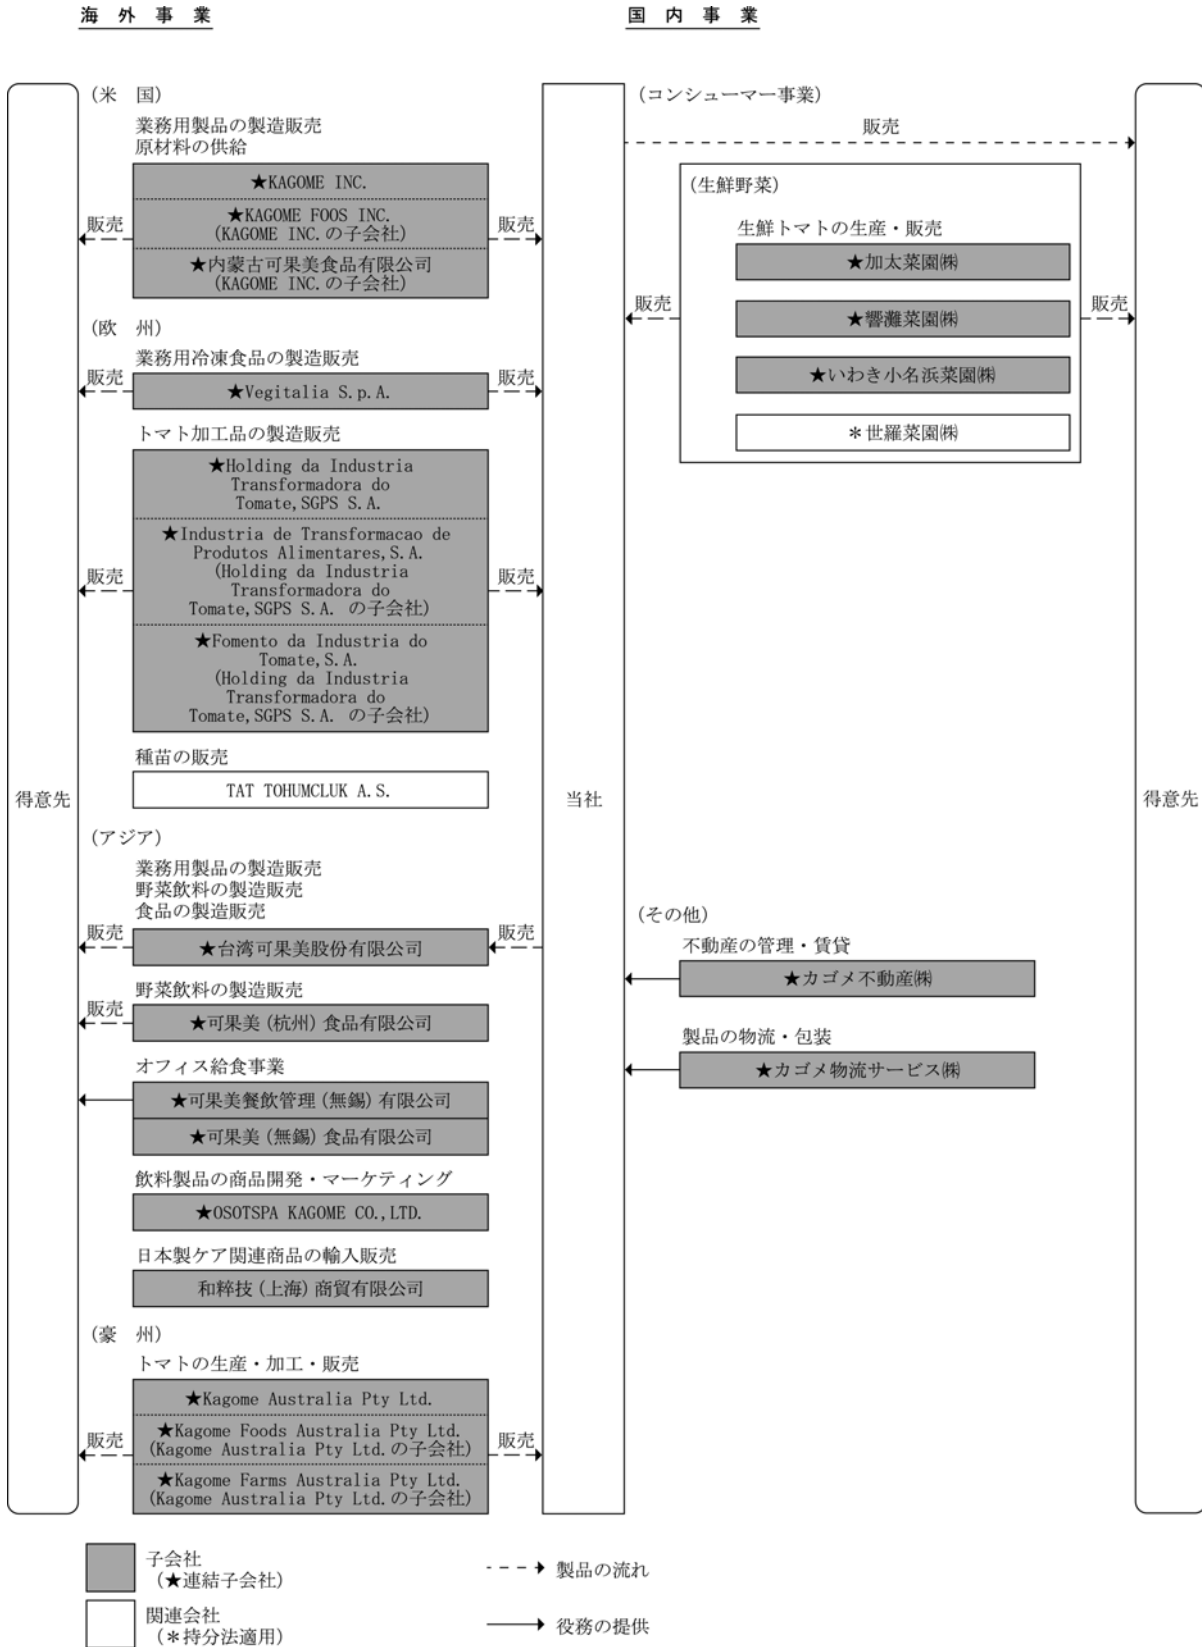 海 外 事 業
国 内 事 業
得意先
(米 国)
業務用製品の製造販売
原材料の供給
★KAGOME INC.
★KAGOME FOOS INC.
(KAGOME INC.の子会社)
★内蒙古可果美食品有限公司
(KAGOME INC.の子会社)
販売
販売
(欧 州)
業務用冷凍食品の製造販売
販売
★Vegitalia S.p.A.
販売
トマト加工品の製造販売
★Holding da Industria
Transformadora do
Tomate,SGPS S.A.
★Industria de Transformacao de
Produtos Alimentares,S.A.
(Holding da Industria
Transformadora do
Tomate,SGPS S.A. の子会社)
★Fomento da Industria do
Tomate,S.A.
(Holding da Industria
Transformadora do
Tomate,SGPS S.A. の子会社)
販売
販売
種苗の販売
TAT TOHUMCLUK A.S.
(アジア)
業務用製品の製造販売
野菜飲料の製造販売
食品の製造販売
販売
★台湾可果美股份有限公司
販売
野菜飲料の製造販売
販売
★可果美(杭州)食品有限公司
オフィス給食事業
★可果美餐飲管理(無錫)有限公司
★可果美(無錫)食品有限公司
飲料製品の商品開発・マーケティング
★OSOTSPA KAGOME CO.,LTD.
日本製ケア関連商品の輸入販売
和粹技(上海)商貿有限公司
(豪 州)
トマトの生産・加工・販売
★Kagome Australia Pty Ltd.
★Kagome Foods Australia Pty Ltd.
(Kagome Australia Pty Ltd.の子会社)
★Kagome Farms Australia Pty Ltd.
(Kagome Australia Pty Ltd.の子会社)
販売
販売
当社
(コンシューマー事業)
販売
(生鮮野菜)
生鮮トマトの生産・販売
★加太菜園㈱
★響灘菜園㈱
★いわき小名浜菜園㈱
＊世羅菜園㈱
販売
販売
(その他)
不動産の管理・賃貸
★カゴメ不動産㈱
製品の物流・包装
★カゴメ物流サービス㈱
得意先
子会社
(★連結子会社)
関連会社
(＊持分法適用)
製品の流れ
役務の提供